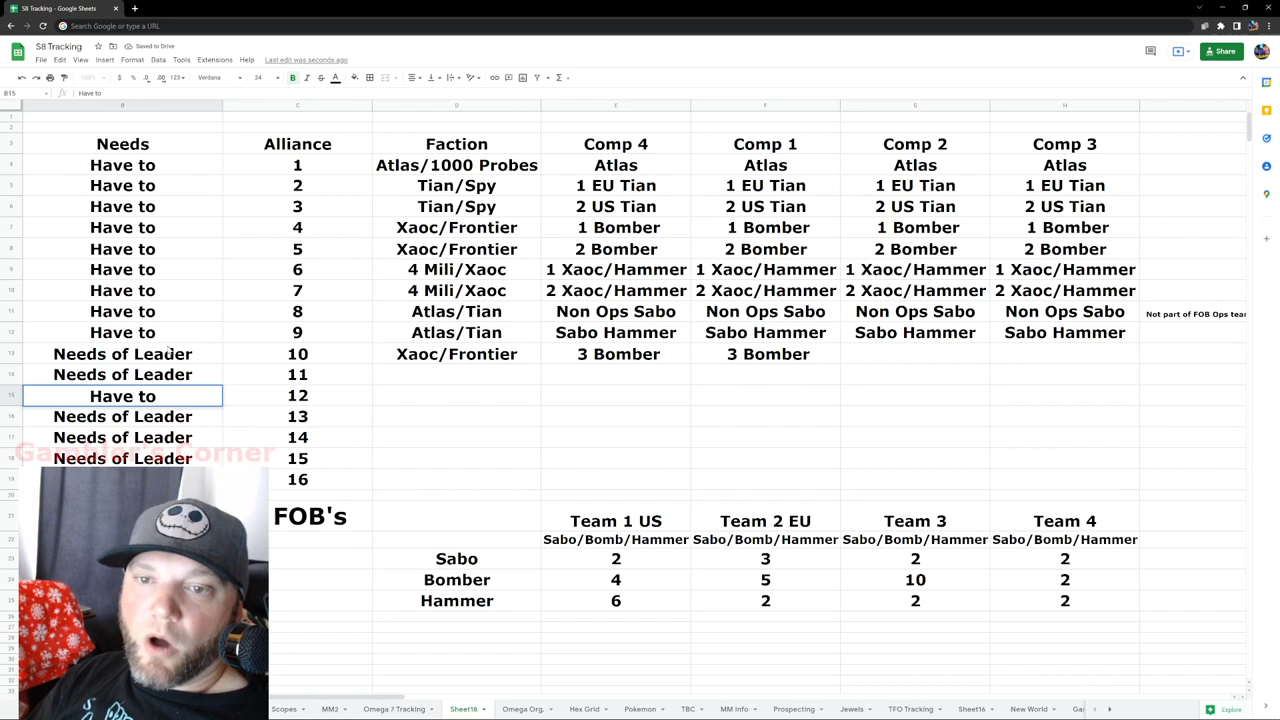 S8 Tracking - Google Sheets
Search Google or type a URL
S8 Tracking Saved to Drive
File Edit View Insert Format Data Tools Extensions Help Last edit was seconds ago
Share
100% $ % .0 .00 123 Verdana 24 B I S A
B15 fx Have to
B C D E F G H
Needs Alliance Faction Comp 4 Comp 1 Comp 2 Comp 3
Have to 1 Atlas/1000 Probes Atlas Atlas Atlas Atlas
Have to 2 Tian/Spy 1 EU Tian 1 EU Tian 1 EU Tian 1 EU Tian
Have to 3 Tian/Spy 2 US Tian 2 US Tian 2 US Tian 2 US Tian
Have to 4 Xaoc/Frontier 1 Bomber 1 Bomber 1 Bomber 1 Bomber
Have to 5 Xaoc/Frontier 2 Bomber 2 Bomber 2 Bomber 2 Bomber
Have to 6 4 Mili/Xaoc 1 Xaoc/Hammer 1 Xaoc/Hammer 1 Xaoc/Hammer 1 Xaoc/Hammer
Have to 7 4 Mili/Xaoc 2 Xaoc/Hammer 2 Xaoc/Hammer 2 Xaoc/Hammer 2 Xaoc/Hammer
Have to 8 Atlas/Tian Non Ops Sabo Non Ops Sabo Non Ops Sabo Non Ops Sabo Not part of FOB Ops tear
Have to 9 Atlas/Tian Sabo Hammer Sabo Hammer Sabo Hammer Sabo Hammer
Needs of Leader 10 Xaoc/Frontier 3 Bomber 3 Bomber
Needs of Leader 11
Have to 12
Needs of Leader 13
Needs of Leader 14
Gambler's Corner
Needs of Leader 15
16
FOB's Team 1 US Team 2 EU Team 3 Team 4
Sabo/Bomb/Hammer Sabo/Bomb/Hammer Sabo/Bomb/Hammer Sabo/Bomb/Hammer
Sabo 2 3 2 2
Bomber 4 5 10 2
Hammer 6 2 2 2
Scopes MM2 Omega 7 Tracking Sheet18 Omega Org. Hex Grid Pokemon TBC MM Info Prospecting Jewels TFO Tracking Sheet16 New World Ga
Explore